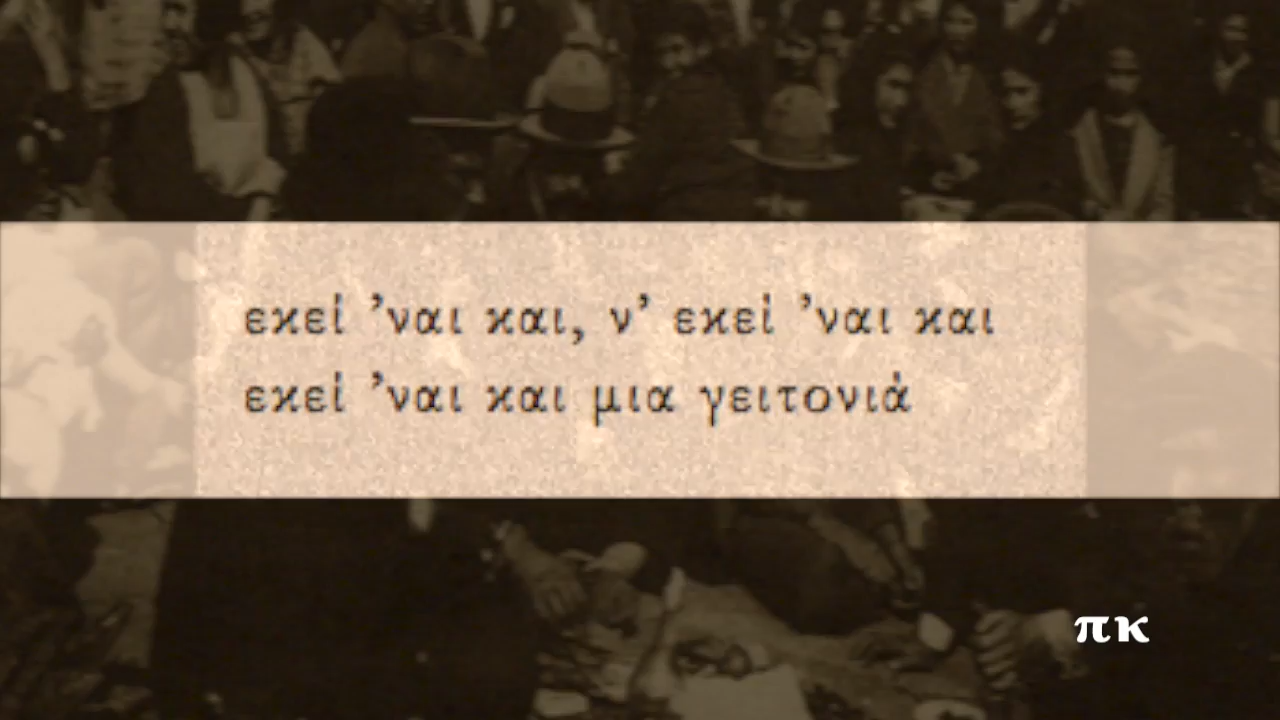 εκεί ’ναι και, ν’ εκεί ’ναι και
εκεί ’ναι και μια γειτονιά
πκ